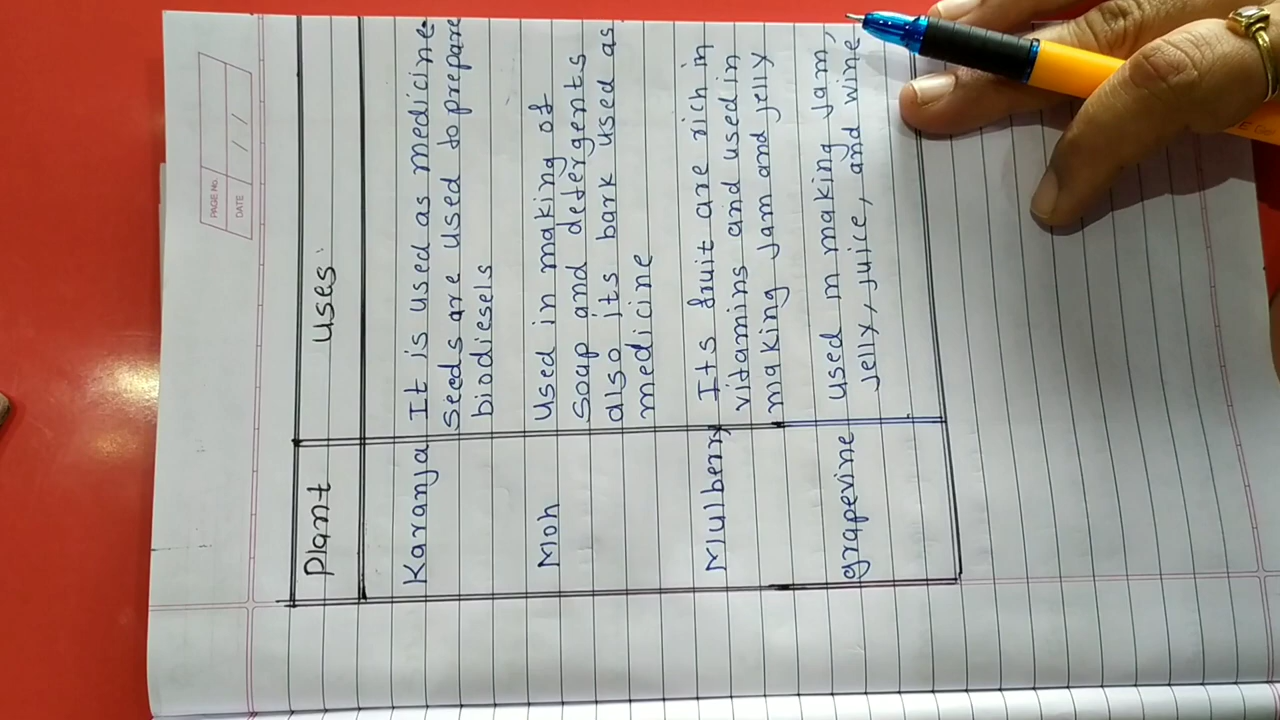 PAGE No.
DATE / /
Plant uses:
Karanja It is used as medicine
seeds are used to prepare
biodiesels
Moh used in making of
soap and detergents
also its bark used as
medicine
Mulberry Its fruit are rich in
vitamins and used in
making Jam and jelly
grapevine used in making Jam,
Jelly, juice, and wine